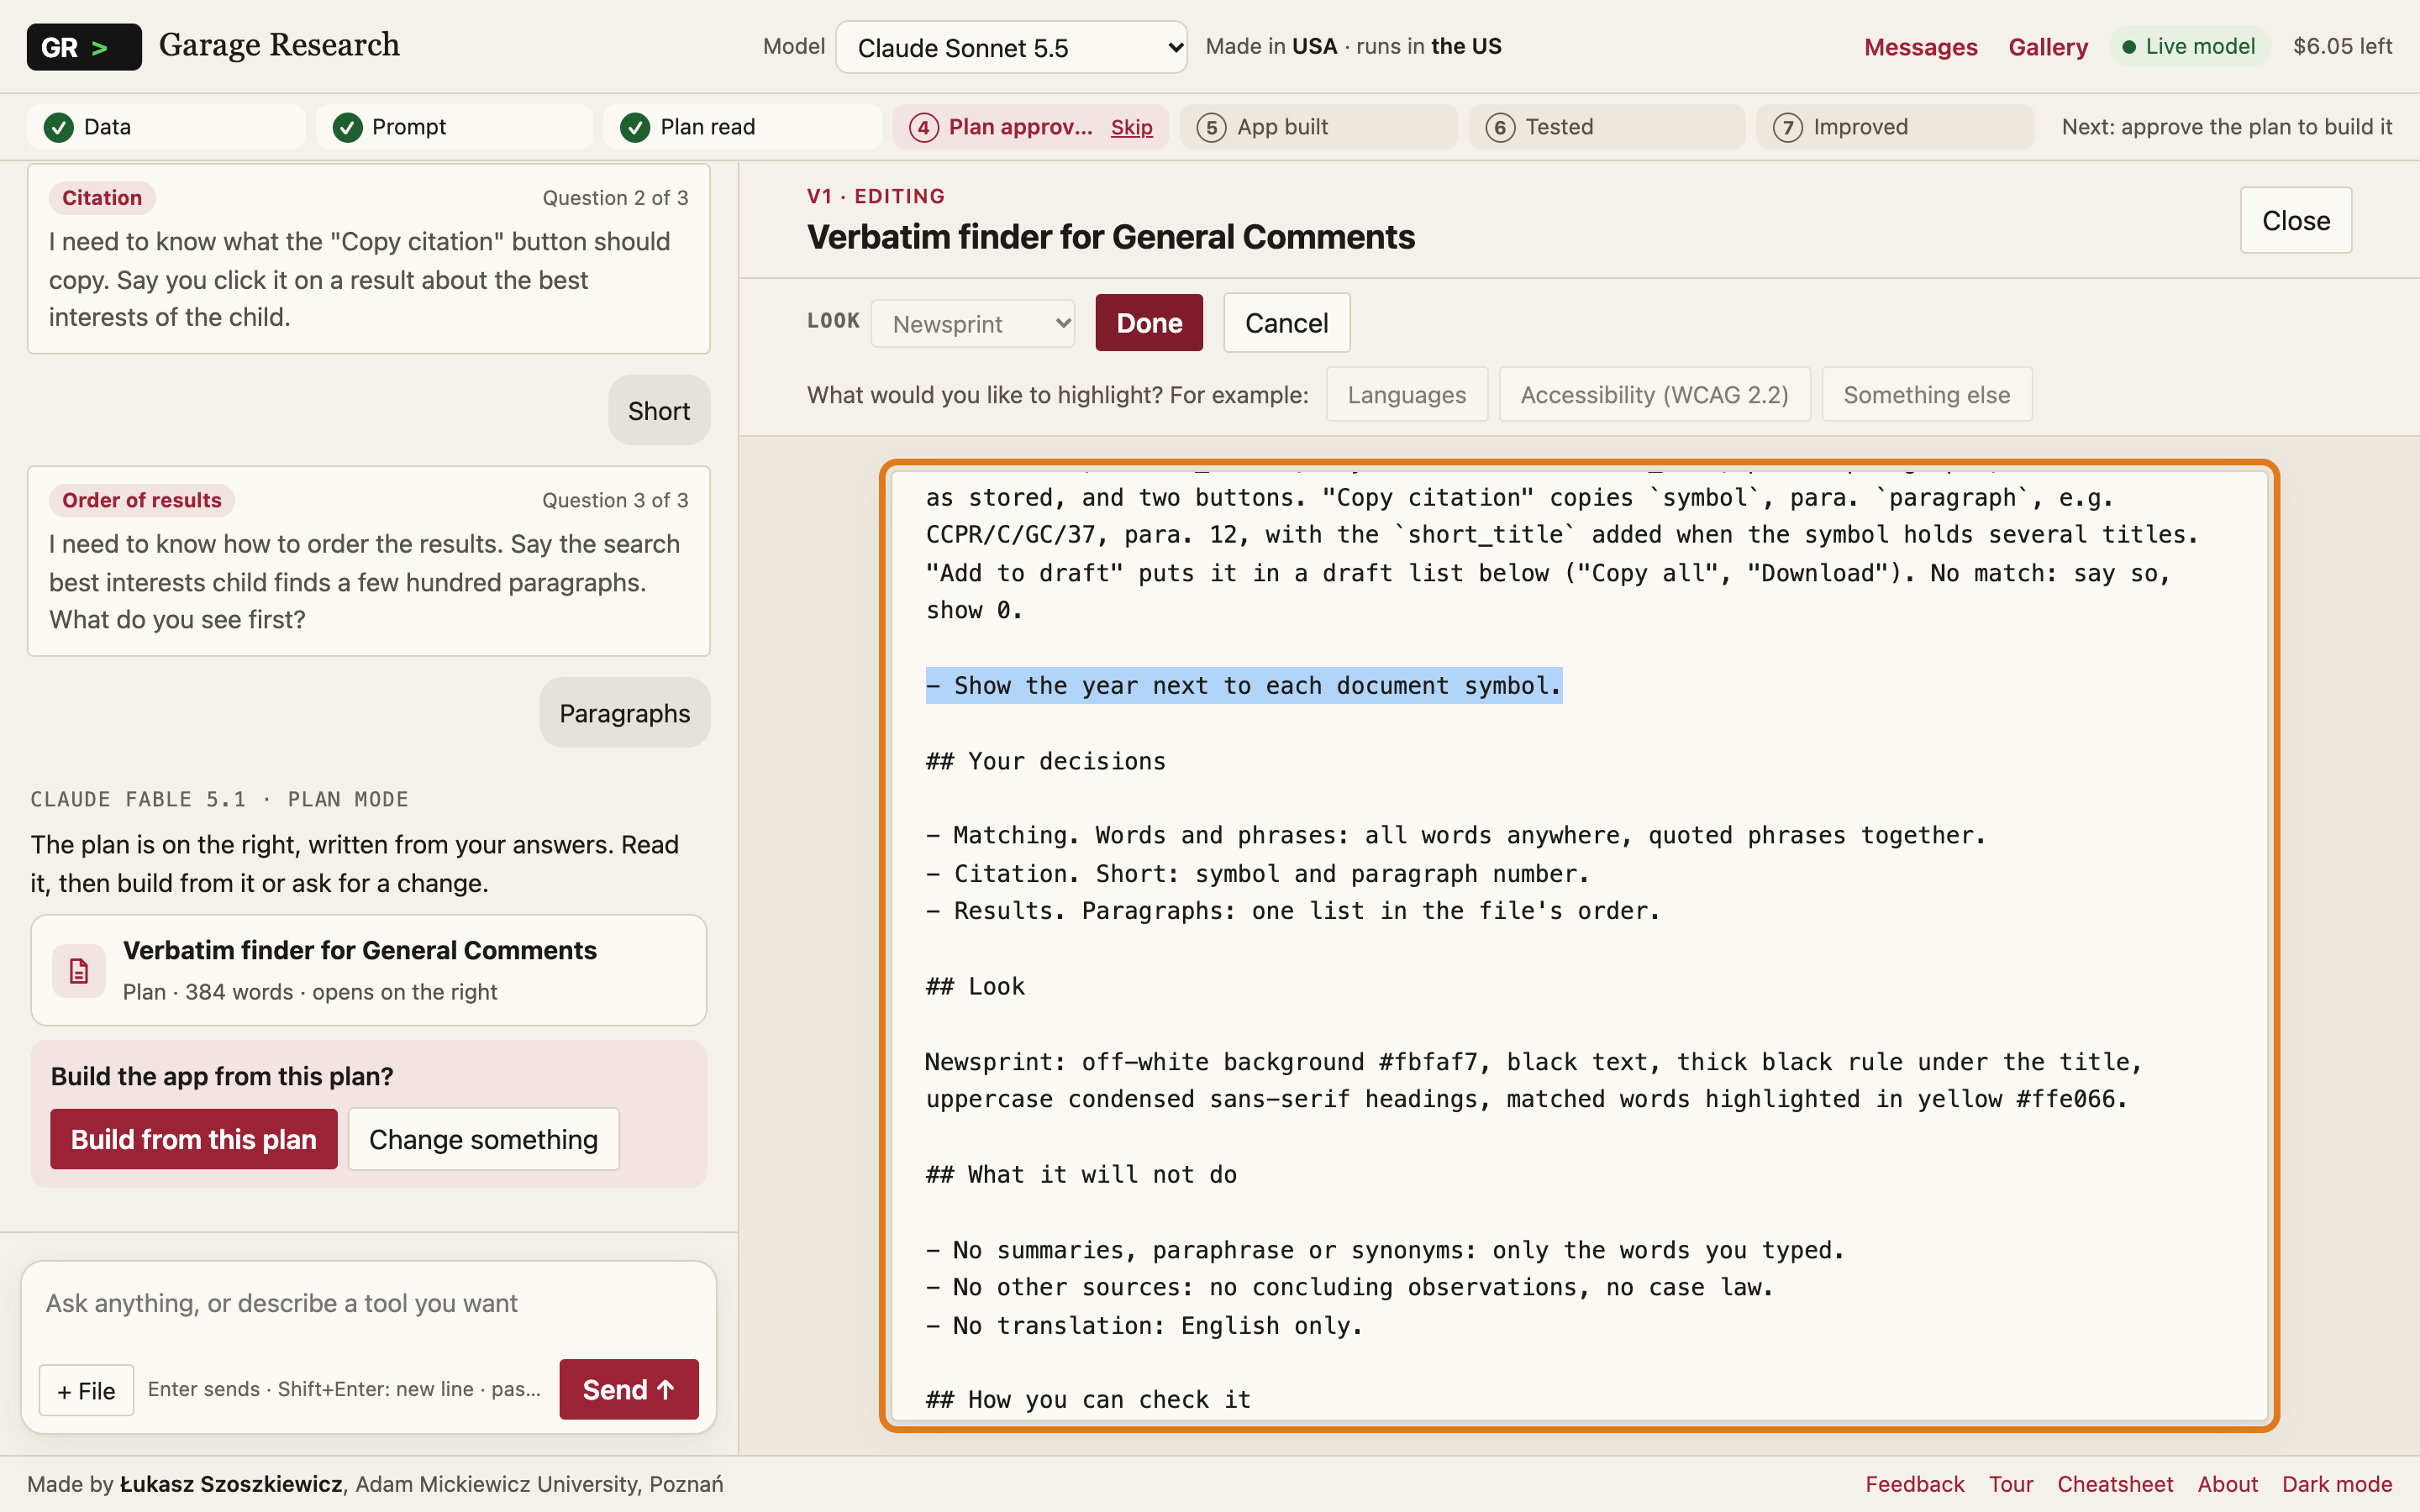 GR >
Garage Research
Model
Claude Sonnet 5.5
Made in USA · runs in the US
Messages
Gallery
Live model
$6.05 left
Data
Prompt
Plan read
4 Plan approv... Skip
5 App built
6 Tested
7 Improved
Next: approve the plan to build it
Citation
Question 2 of 3
I need to know what the "Copy citation" button should
copy. Say you click it on a result about the best
interests of the child.
Short
Order of results
Question 3 of 3
I need to know how to order the results. Say the search
best interests child finds a few hundred paragraphs.
What do you see first?
Paragraphs
CLAUDE FABLE 5.1 · PLAN MODE
The plan is on the right, written from your answers. Read
it, then build from it or ask for a change.
Verbatim finder for General Comments
Plan · 384 words · opens on the right
Build the app from this plan?
Build from this plan
Change something
Ask anything, or describe a tool you want
+ File
Enter sends · Shift+Enter: new line · pas...
Send ↑
V1 · EDITING
Verbatim finder for General Comments
Close
LOOK
Newsprint
Done
Cancel
What would you like to highlight? For example:
Languages
Accessibility (WCAG 2.2)
Something else
as stored, and two buttons. "Copy citation" copies `symbol`, para. `paragraph`, e.g.
CCPR/C/GC/37, para. 12, with the `short_title` added when the symbol holds several titles.
"Add to draft" puts it in a draft list below ("Copy all", "Download"). No match: say so,
show 0.
– Show the year next to each document symbol.
## Your decisions
– Matching. Words and phrases: all words anywhere, quoted phrases together.
– Citation. Short: symbol and paragraph number.
– Results. Paragraphs: one list in the file's order.
## Look
Newsprint: off-white background #fbfaf7, black text, thick black rule under the title,
uppercase condensed sans-serif headings, matched words highlighted in yellow #ffe066.
## What it will not do
– No summaries, paraphrase or synonyms: only the words you typed.
– No other sources: no concluding observations, no case law.
– No translation: English only.
## How you can check it
Made by Łukasz Szoszkiewicz, Adam Mickiewicz University, Poznań
Feedback
Tour
Cheatsheet
About
Dark mode